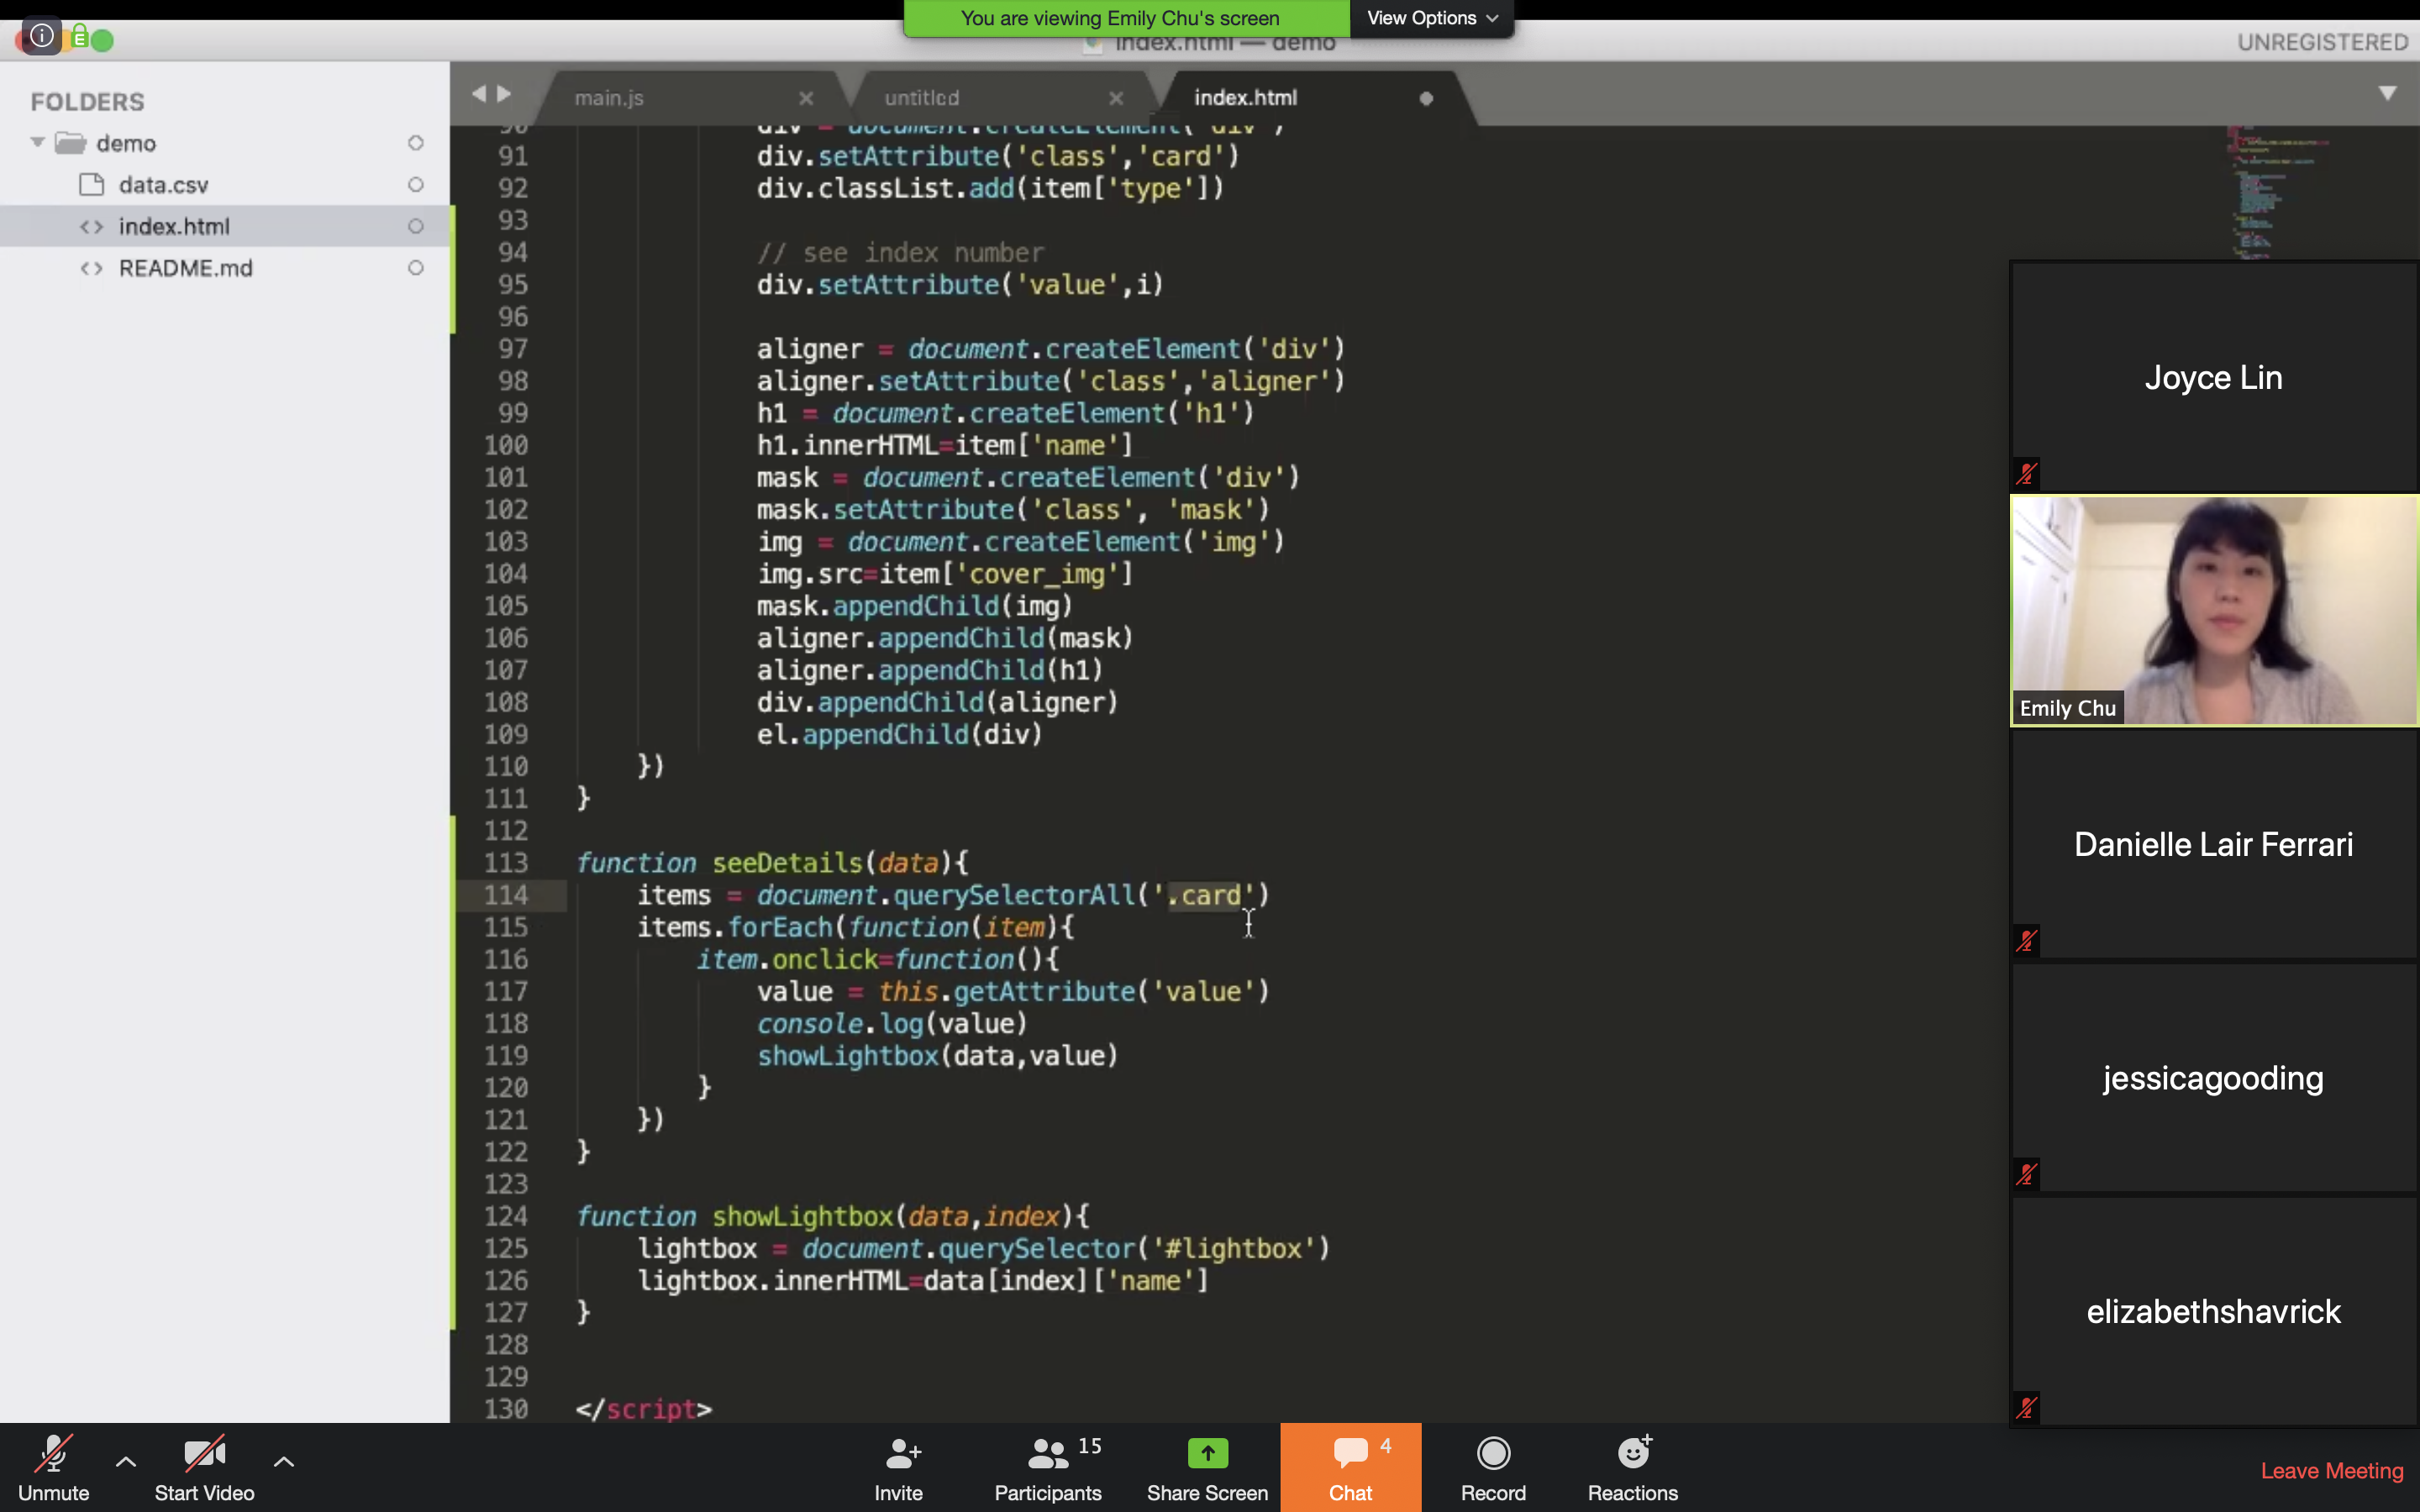 You are viewing Emily Chu's screen
View Options
index.html — demo
UNREGISTERED
FOLDERS
demo
data.csv
index.html
README.md
main.js
untitled
index.html
90 div = document.createElement('div')
91 div.setAttribute('class','card')
92 div.classList.add(item['type'])
93
94 // see index number
95 div.setAttribute('value',i)
96
97 aligner = document.createElement('div')
98 aligner.setAttribute('class','aligner')
99 h1 = document.createElement('h1')
100 h1.innerHTML=item['name']
101 mask = document.createElement('div')
102 mask.setAttribute('class', 'mask')
103 img = document.createElement('img')
104 img.src=item['cover_img']
105 mask.appendChild(img)
106 aligner.appendChild(mask)
107 aligner.appendChild(h1)
108 div.appendChild(aligner)
109 el.appendChild(div)
110 })
111 }
112
113 function seeDetails(data){
114 items = document.querySelectorAll('.card')
115 items.forEach(function(item){
116 item.onclick=function(){
117 value = this.getAttribute('value')
118 console.log(value)
119 showLightbox(data,value)
120 }
121 })
122 }
123
124 function showLightbox(data,index){
125 lightbox = document.querySelector('#lightbox')
126 lightbox.innerHTML=data[index]['name']
127 }
128
129
130 </script>
Joyce Lin
Emily Chu
Danielle Lair Ferrari
jessicagooding
elizabethshavrick
Unmute
Start Video
Invite
15
Participants
Share Screen
4
Chat
Record
Reactions
Leave Meeting